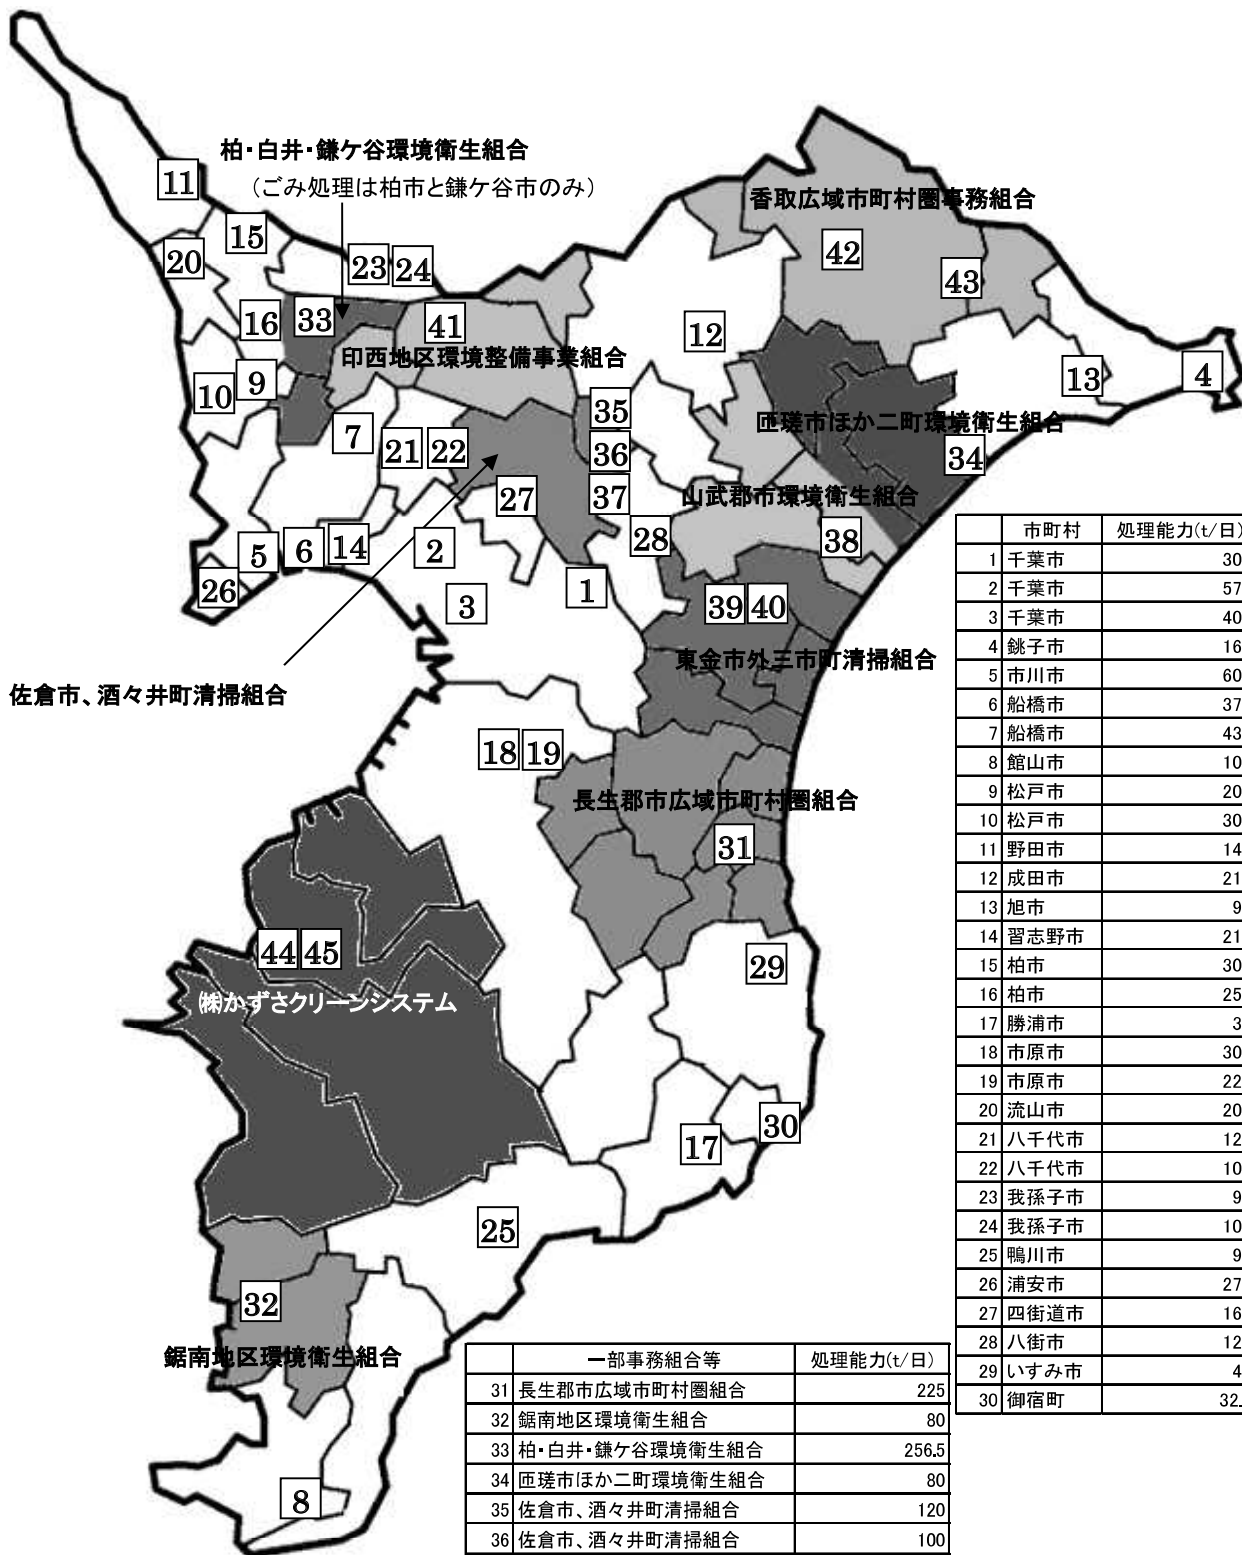 柏・白井・鎌ケ谷環境衛生組合
（ごみ処理は柏市と鎌ケ谷市のみ）
11
香取広域市町村圏事務組合
15
20
23
24
42
43
16
33
41
12
印西地区環境整備事業組合
10
9
13
4
7
35
匝瑳市ほか二町環境衛生組合
21
22
36
34
27
37
山武郡市環境衛生組合
28
38
5
6
14
2
26
3
1
39
40
佐倉市、酒々井町清掃組合
東金市外三市町清掃組合
18
19
長生郡市広域市町村圏組合
31
44
45
29
㈱かずさクリーンシステム
17
30
25
32
鋸南地区環境衛生組合
8
市町村 処理能力(t/日)
1 千葉市 30
2 千葉市 57
3 千葉市 40
4 銚子市 16
5 市川市 60
6 船橋市 37
7 船橋市 43
8 館山市 10
9 松戸市 20
10 松戸市 30
11 野田市 14
12 成田市 21
13 旭市 9
14 習志野市 21
15 柏市 30
16 柏市 25
17 勝浦市 3
18 市原市 30
19 市原市 22
20 流山市 20
21 八千代市 12
22 八千代市 10
23 我孫子市 9
24 我孫子市 10
25 鴨川市 9
26 浦安市 27
27 四街道市 16
28 八街市 12
29 いすみ市 4
30 御宿町 32.
一部事務組合等 処理能力(t/日)
31 長生郡市広域市町村圏組合 225
32 鋸南地区環境衛生組合 80
33 柏・白井・鎌ケ谷環境衛生組合 256.5
34 匝瑳市ほか二町環境衛生組合 80
35 佐倉市、酒々井町清掃組合 120
36 佐倉市、酒々井町清掃組合 100